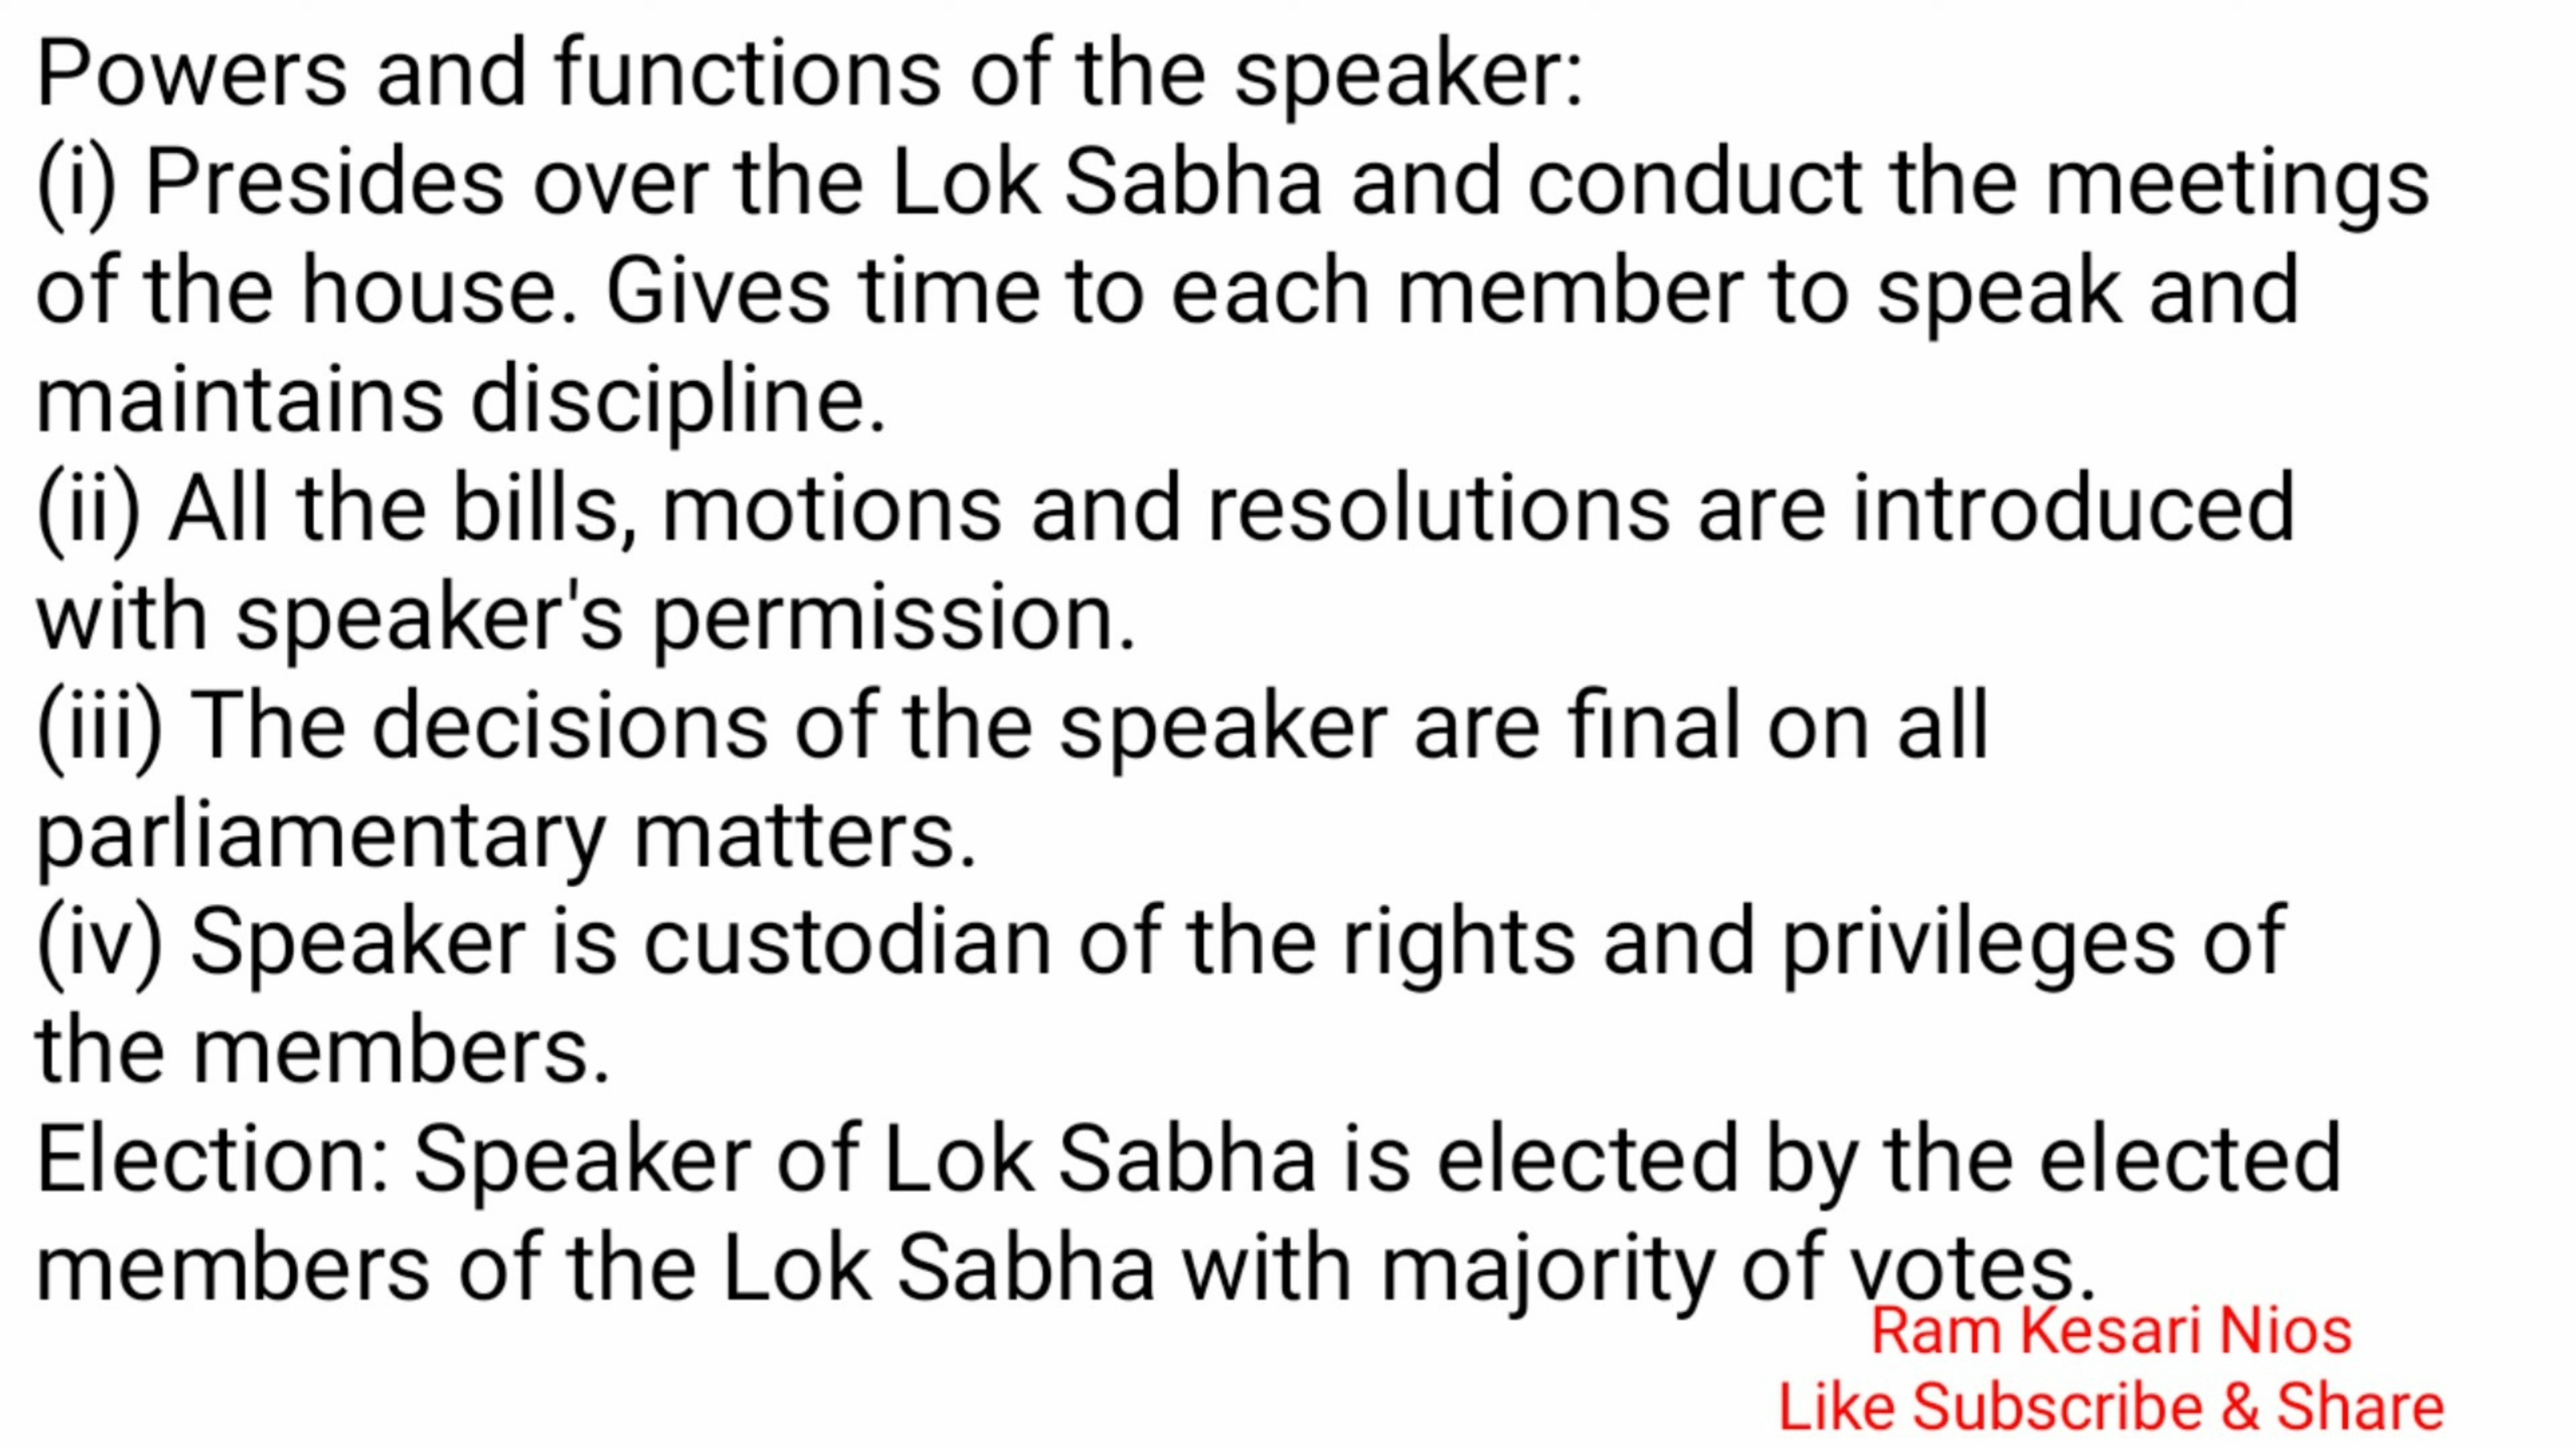 Powers and functions of the speaker:
(i) Presides over the Lok Sabha and conduct the meetings
of the house. Gives time to each member to speak and
maintains discipline.
(ii) All the bills, motions and resolutions are introduced
with speaker's permission.
(iii) The decisions of the speaker are final on all
parliamentary matters.
(iv) Speaker is custodian of the rights and privileges of
the members.
Election: Speaker of Lok Sabha is elected by the elected
members of the Lok Sabha with majority of votes.
Ram Kesari Nios
Like Subscribe & Share